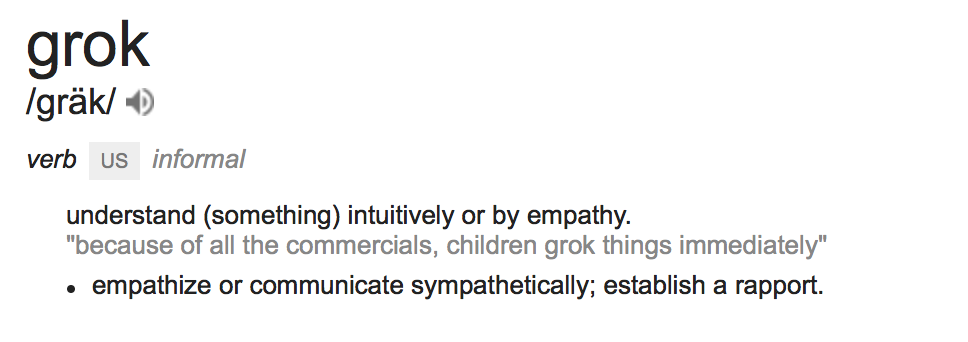 grok
/gräk/
verb US informal
understand (something) intuitively or by empathy.
"because of all the commercials, children grok things immediately"
• empathize or communicate sympathetically; establish a rapport.